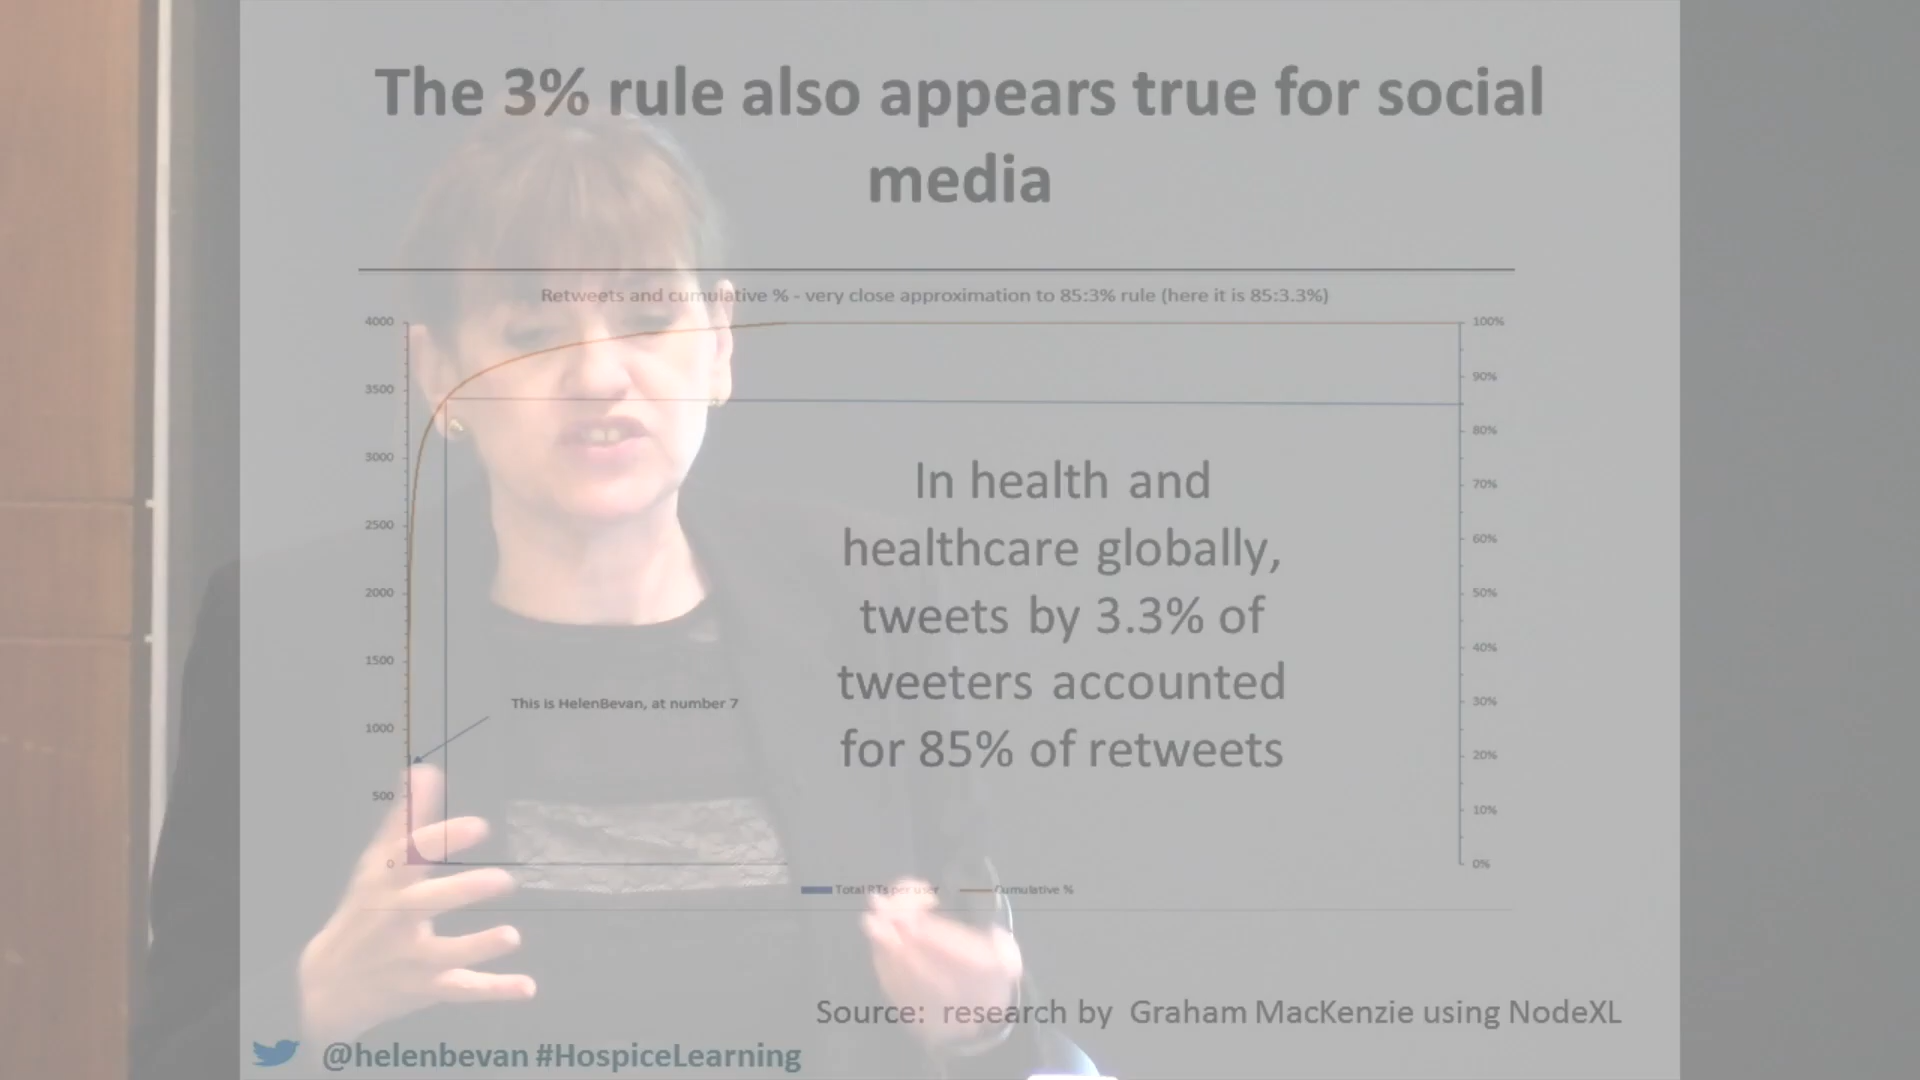 The 3% rule also appears true for social
media
Retweets and cumulative % - very close approximation to 85:3% rule (here it is 85:3.3%)
4000
3500
3000
2500
2000
1500
1000
500
0
100%
90%
80%
70%
60%
50%
40%
30%
20%
10%
0%
In health and
healthcare globally,
tweets by 3.3% of
tweeters accounted
for 85% of retweets
This is HelenBevan, at number 7
Total RTs per user
Cumulative %
Source: research by Graham MacKenzie using NodeXL
@helenbevan #HospiceLearning